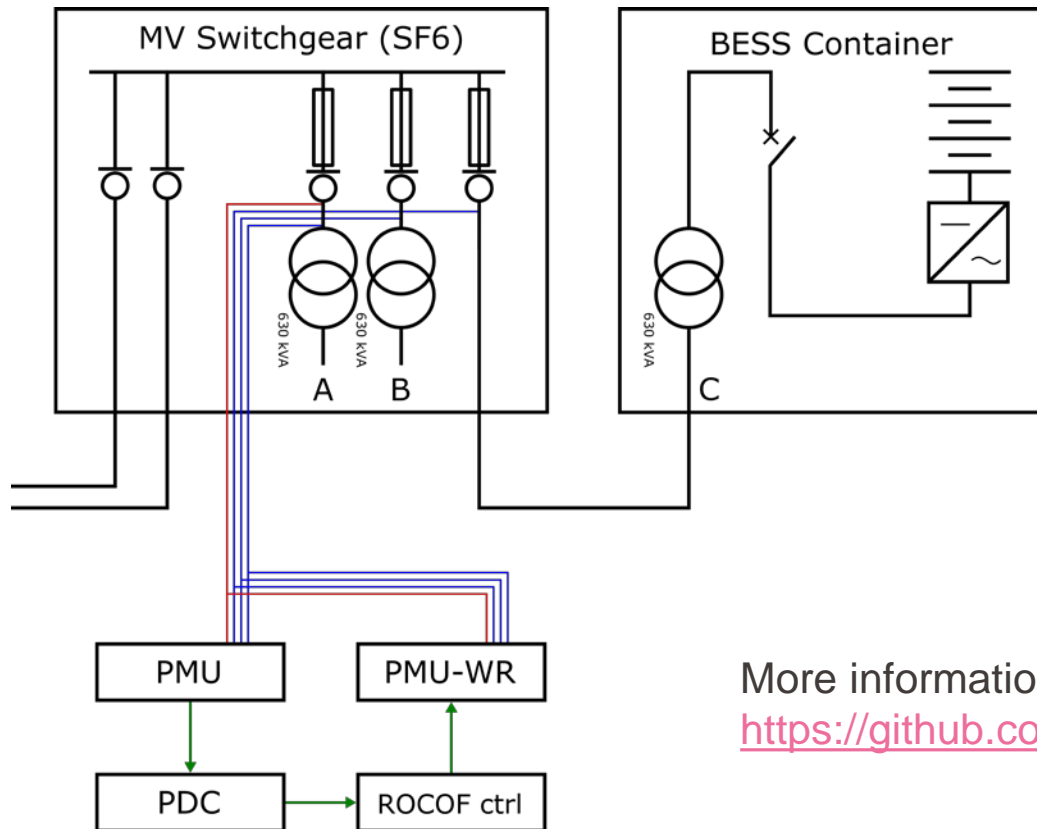 MV Switchgear (SF6)
BESS Container
630 kVA
630 kVA
630 kVA
A
B
C
PMU
PMU-WR
PDC
ROCOF ctrl
More informatio
https://github.co